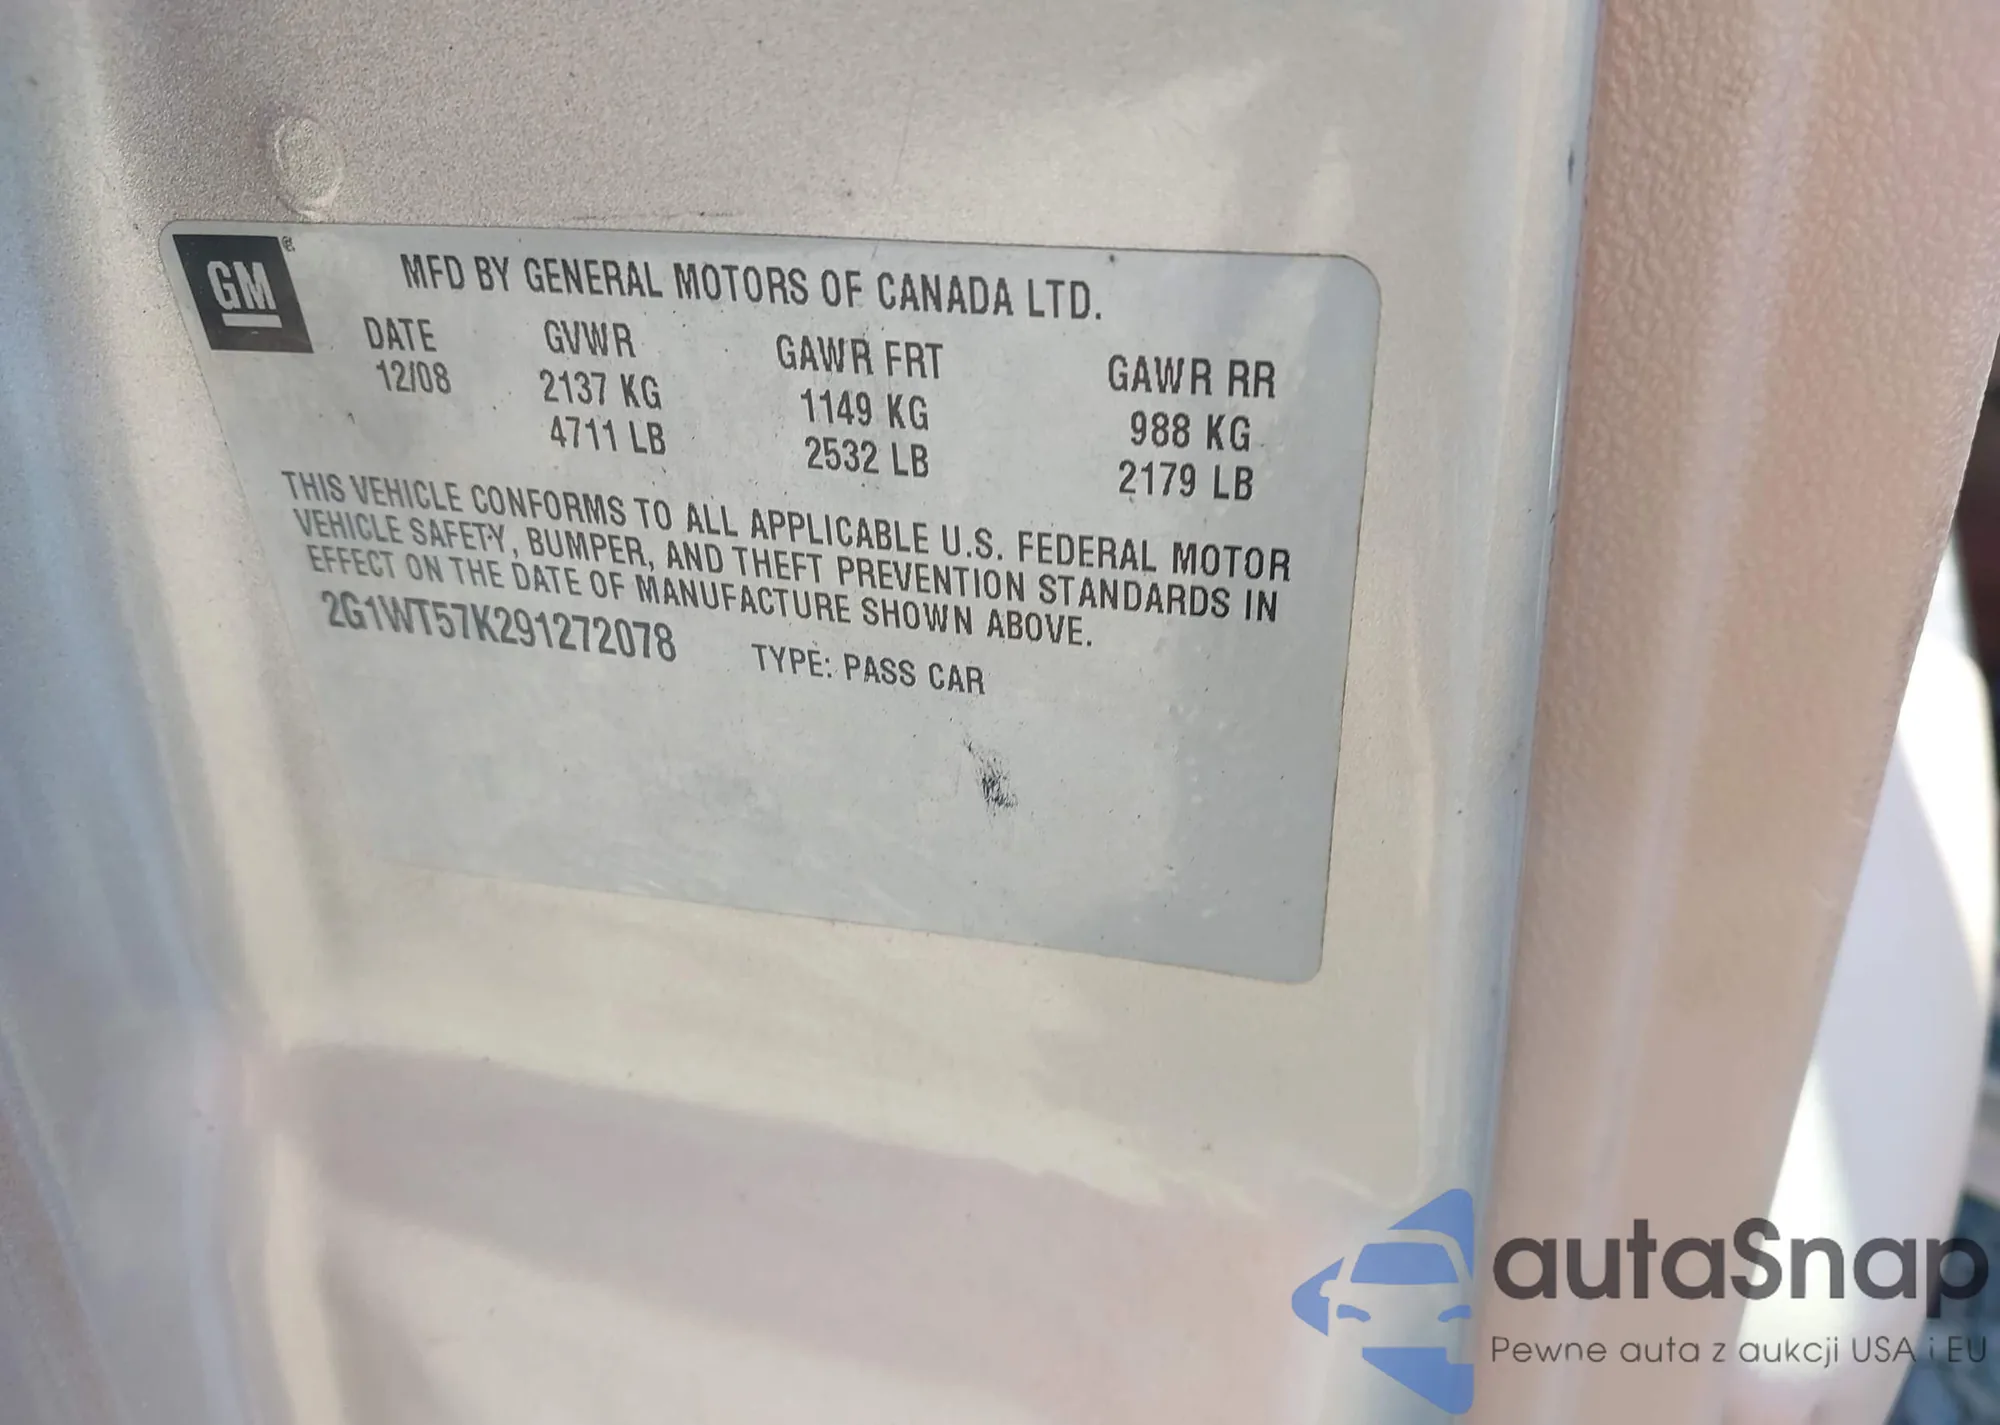 GM
MFD BY GENERAL MOTORS OF CANADA LTD.
DATE GVWR GAWR FRT GAWR RR
12/08 2137 KG 1149 KG 988 KG
4711 LB 2532 LB 2179 LB
THIS VEHICLE CONFORMS TO ALL APPLICABLE U.S. FEDERAL MOTOR
VEHICLE SAFETY, BUMPER, AND THEFT PREVENTION STANDARDS IN
EFFECT ON THE DATE OF MANUFACTURE SHOWN ABOVE.
2G1WT57K291272078 TYPE: PASS CAR
autaSnap
Pewne auta z aukcji USA i EU